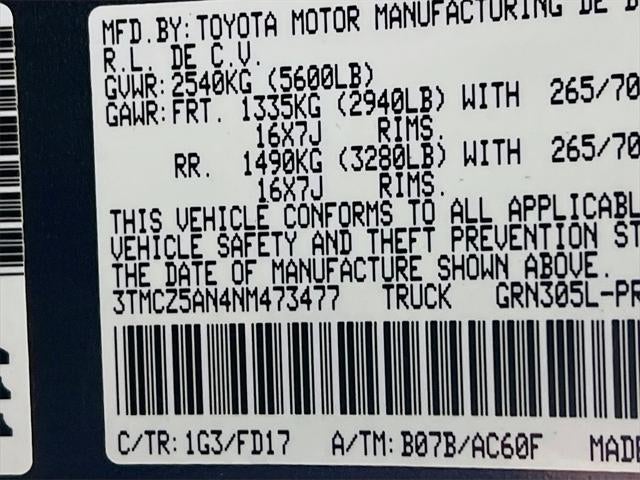 MFD.BY: TOYOTA MOTOR MANUFACTURING DE B
R.L. DE C.V.
GVWR: 2540KG (5600LB)
GAWR: FRT. 1335KG (2940LB) WITH 265/70
16X7J RIMS.
RR. 1490KG (3280LB) WITH 265/70
16X7J RIMS.
THIS VEHICLE CONFORMS TO ALL APPLICABL
VEHICLE SAFETY AND THEFT PREVENTION ST
THE DATE OF MANUFACTURE SHOWN ABOVE.
3TMCZ5AN4NM473477 TRUCK GRN305L-PR
C/TR: 1G3/FD17 A/TM: B07B/AC60F MADE